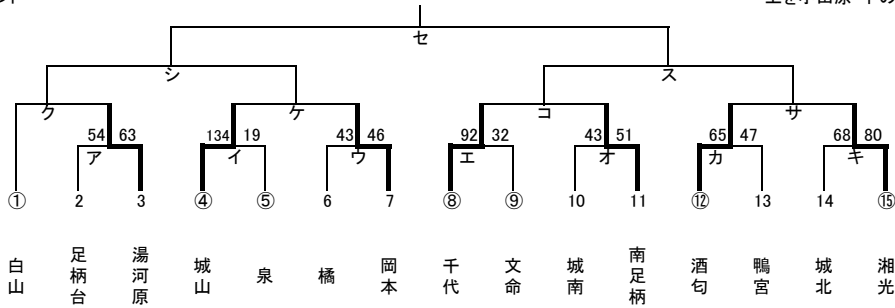 セ
シ ス
ク ケ コ サ
54 63 134 19 43 46 92 32 43 51 65 47 68 80
ア イ ウ エ オ カ キ
① 2 3 ④ ⑤ 6 7 ⑧ ⑨ 10 11 ⑫ 13 14 ⑮
白山 足柄台 湯河原 城山 泉 橘 岡本 千代 文命 城南 南足柄 酒匂 鴨宮 城北 湘光